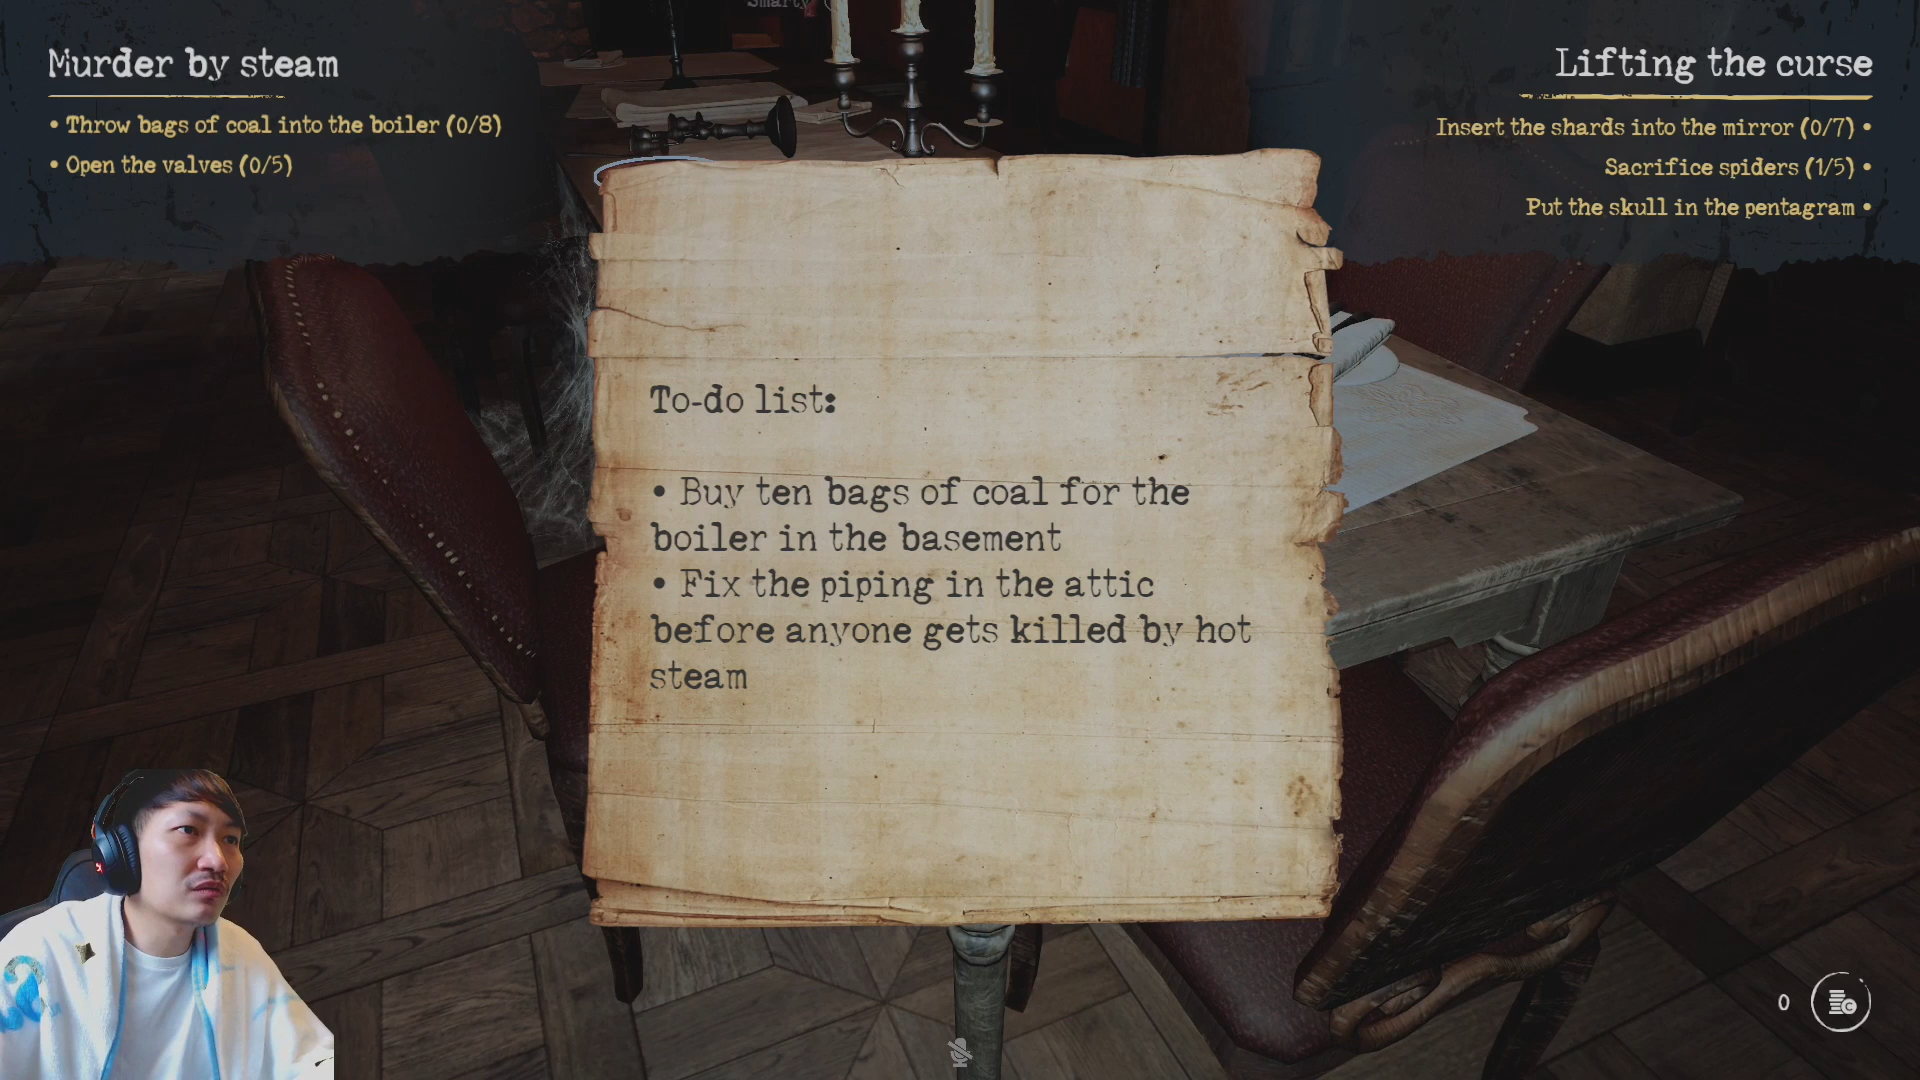 Smarty
Murder by steam
• Throw bags of coal into the boiler (0/8)
• Open the valves (0/5)
Lifting the curse
Insert the shards into the mirror (0/7) •
Sacrifice spiders (1/5) •
Put the skull in the pentagram •
To-do list:
• Buy ten bags of coal for the
boiler in the basement
• Fix the piping in the attic
before anyone gets killed by hot
steam
0